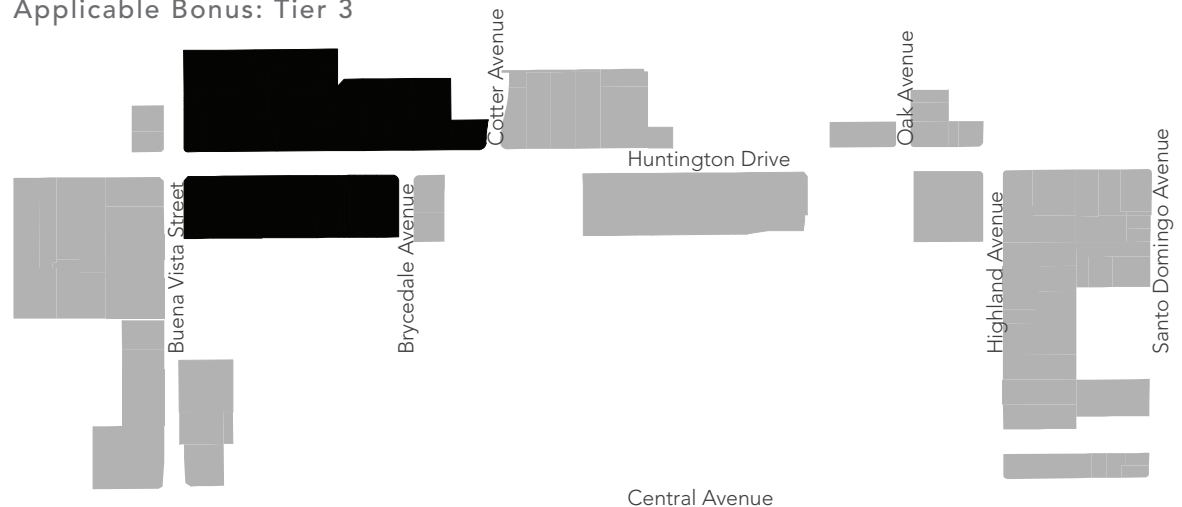 Applicable Bonus: Tier 3
Cotter Avenue
Oak Avenue
Huntington Drive
Santo Domingo Avenue
Buena Vista Street
Brycedale Avenue
Highland Avenue
Central Avenue